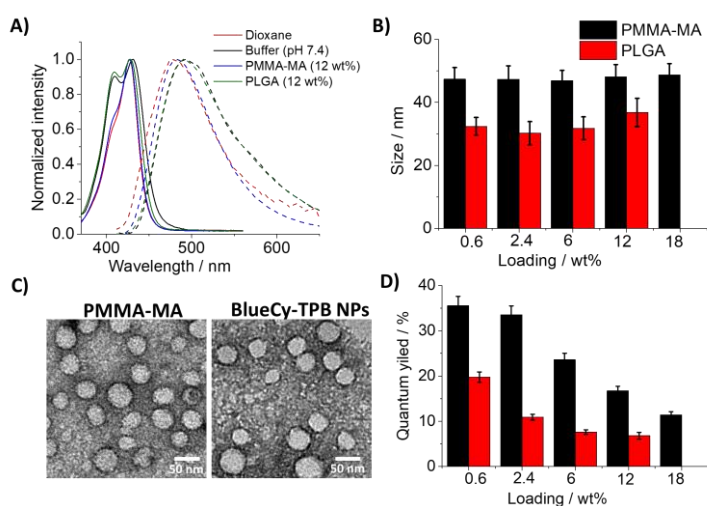 A)
Dioxane
Buffer (pH 7.4)
PMMA-MA (12 wt%)
PLGA (12 wt%)
Normalized intensity
1.0
0.8
0.6
0.4
0.2
0.0
400 500 600
Wavelength / nm
B)
PMMA-MA
PLGA
Size / nm
60
40
20
0
0.6 2.4 6 12 18
Loading / wt%
C)
PMMA-MA BlueCy-TPB NPs
50 nm 50 nm
D)
Quantum yiled / %
40
30
20
10
0
0.6 2.4 6 12 18
Loading / wt%